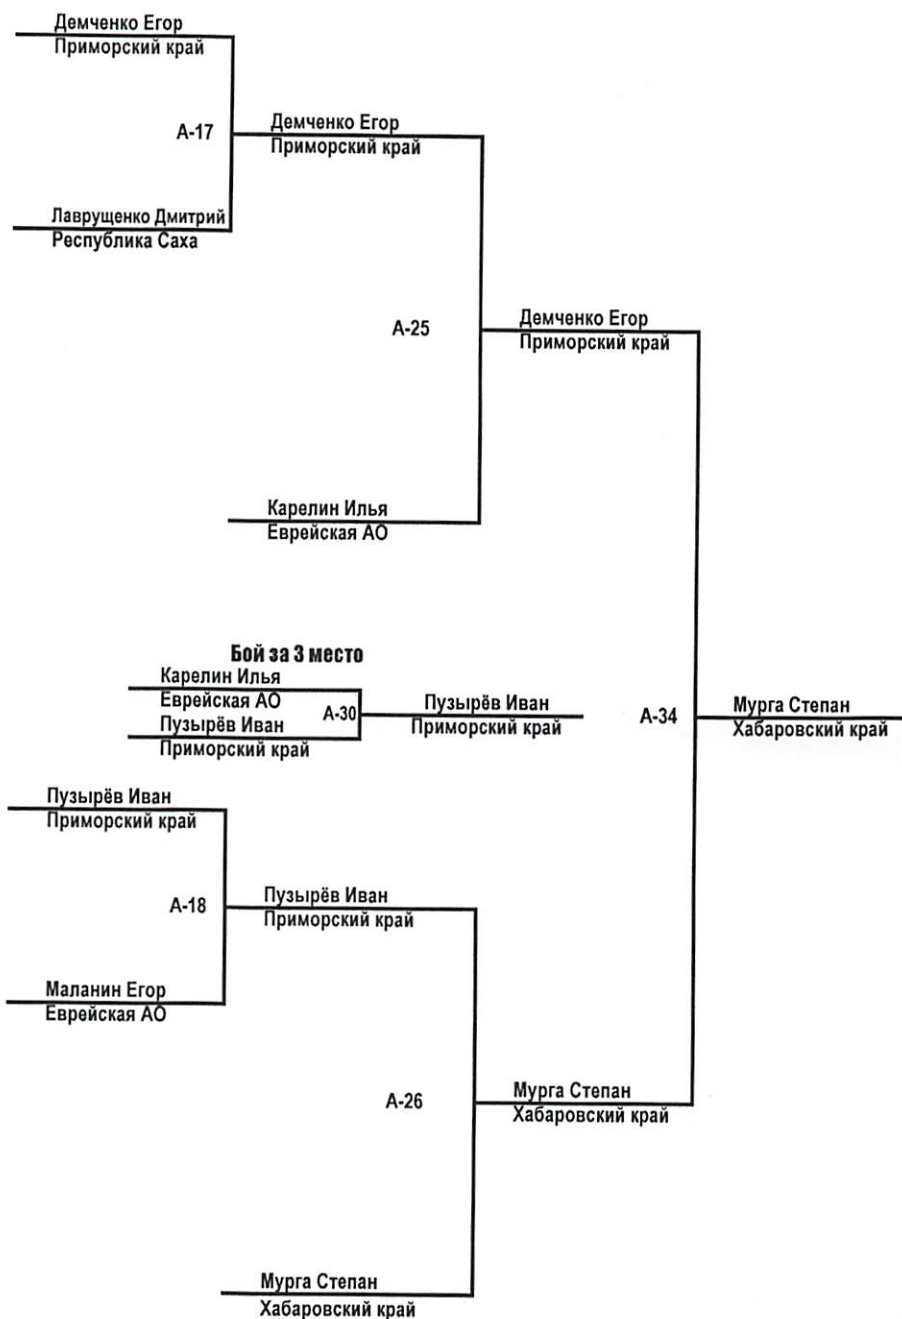 Демченко Егор
Приморский край
А-17
Демченко Егор
Приморский край
Лаврущенко Дмитрий
Республика Саха
А-25
Демченко Егор
Приморский край
Карелин Илья
Еврейская АО
Бой за 3 место
Карелин Илья
Еврейская АО
А-30
Пузырёв Иван
Приморский край
Пузырёв Иван
Приморский край
А-34
Мурга Степан
Хабаровский край
Пузырёв Иван
Приморский край
А-18
Пузырёв Иван
Приморский край
Маланин Егор
Еврейская АО
А-26
Мурга Степан
Хабаровский край
Мурга Степан
Хабаровский край